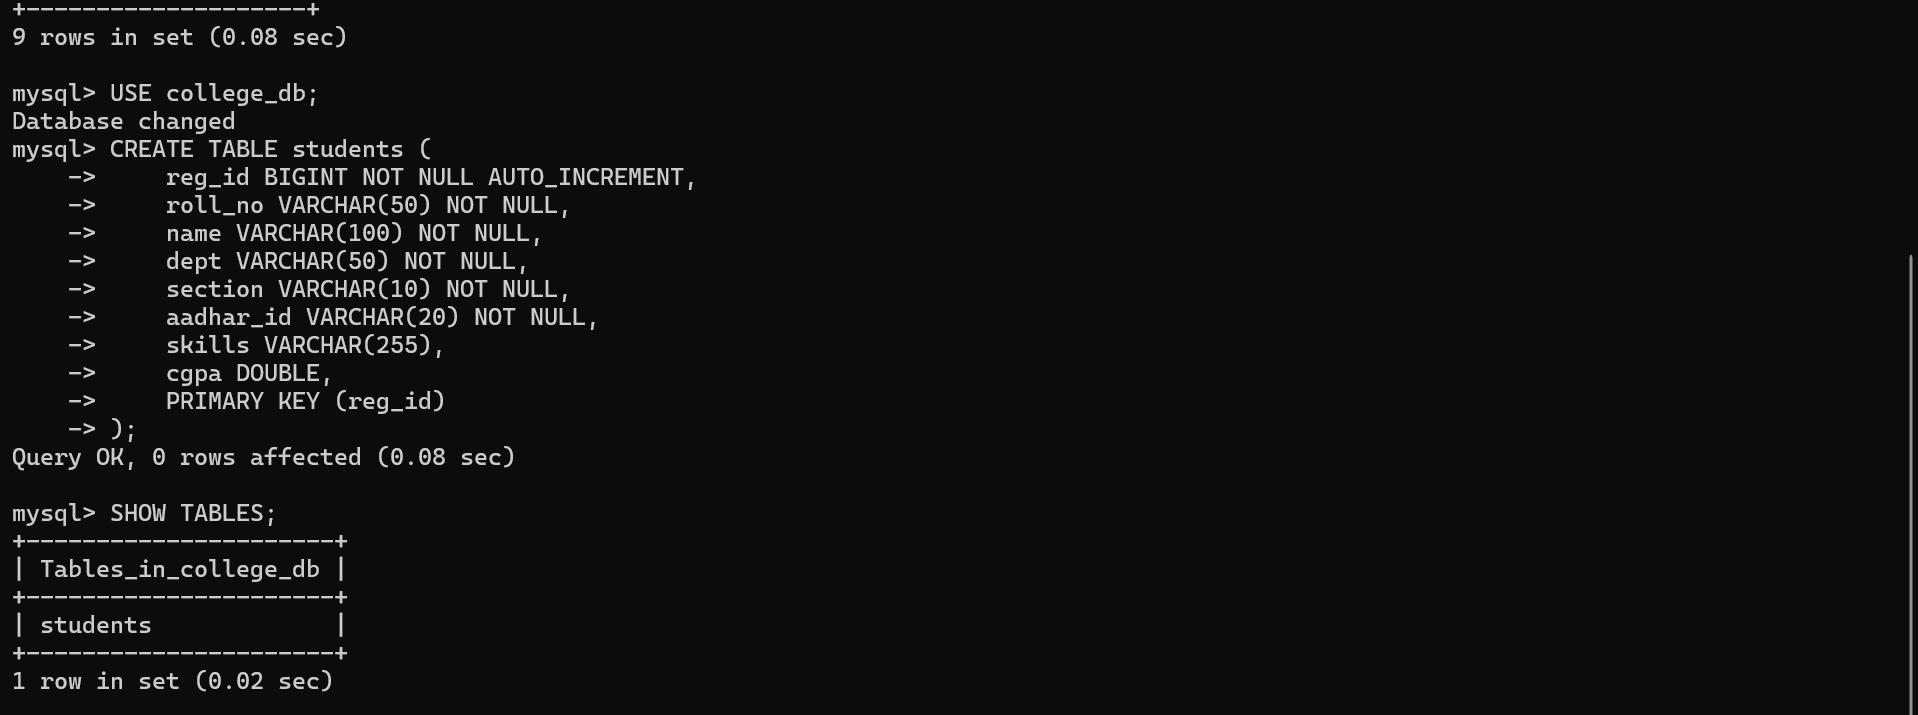 +--------------------+
9 rows in set (0.08 sec)

mysql> USE college_db;
Database changed
mysql> CREATE TABLE students (
    ->     reg_id BIGINT NOT NULL AUTO_INCREMENT,
    ->     roll_no VARCHAR(50) NOT NULL,
    ->     name VARCHAR(100) NOT NULL,
    ->     dept VARCHAR(50) NOT NULL,
    ->     section VARCHAR(10) NOT NULL,
    ->     aadhar_id VARCHAR(20) NOT NULL,
    ->     skills VARCHAR(255),
    ->     cgpa DOUBLE,
    ->     PRIMARY KEY (reg_id)
    -> );
Query OK, 0 rows affected (0.08 sec)

mysql> SHOW TABLES;
+----------------------+
| Tables_in_college_db |
+----------------------+
| students             |
+----------------------+
1 row in set (0.02 sec)